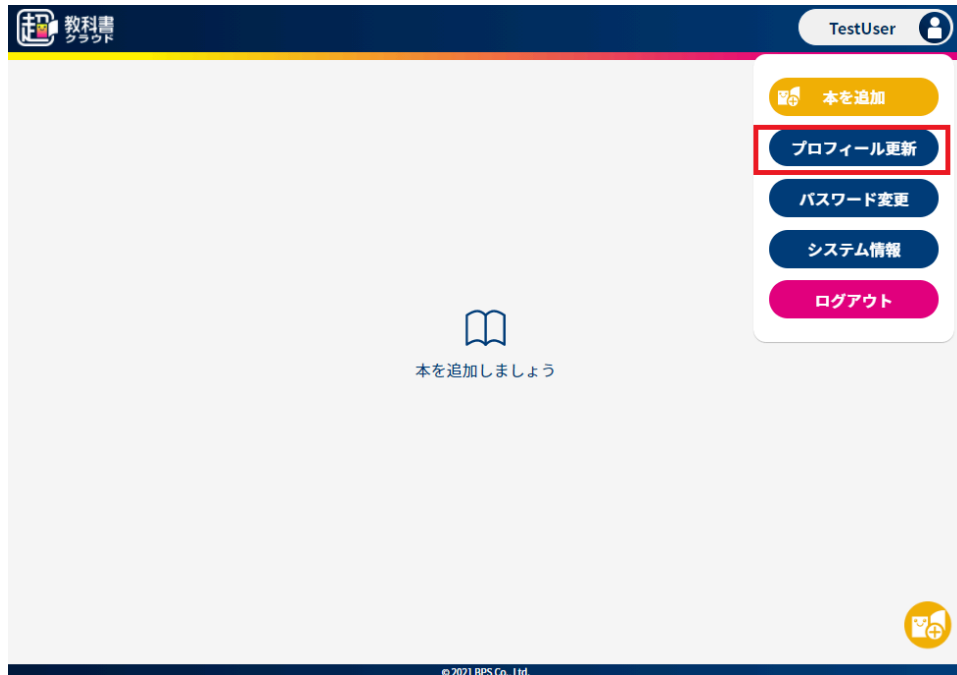 超 教科書
クラウド
TestUser
本を追加
プロフィール更新
パスワード変更
システム情報
ログアウト
本を追加しましょう
© 2021 BPS Co., Ltd.